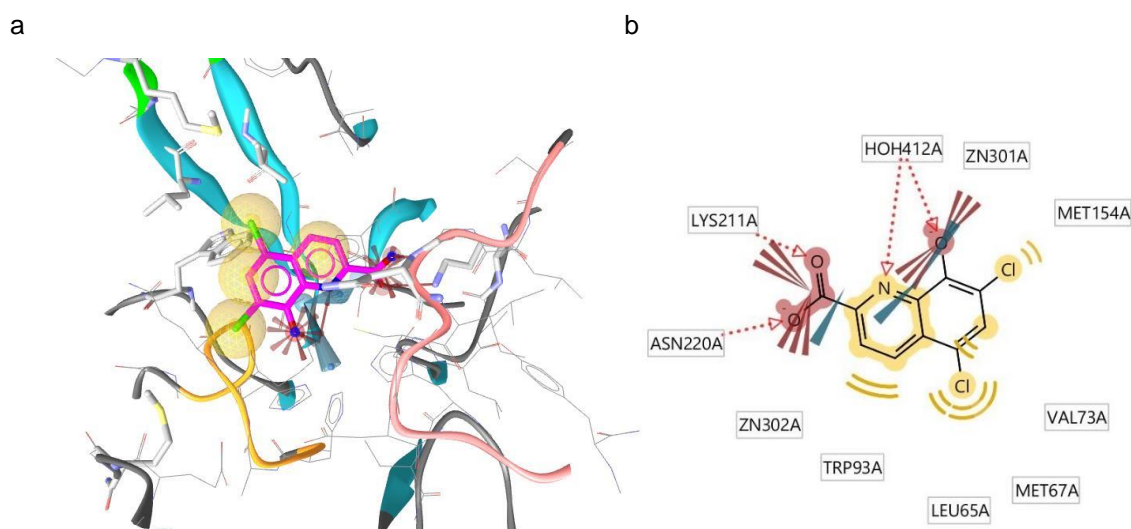 a
b
HOH412A
ZN301A
MET154A
LYS211A
O
O
Cl
N
O
-
ASN220A
Cl
VAL73A
ZN302A
TRP93A
MET67A
LEU65A